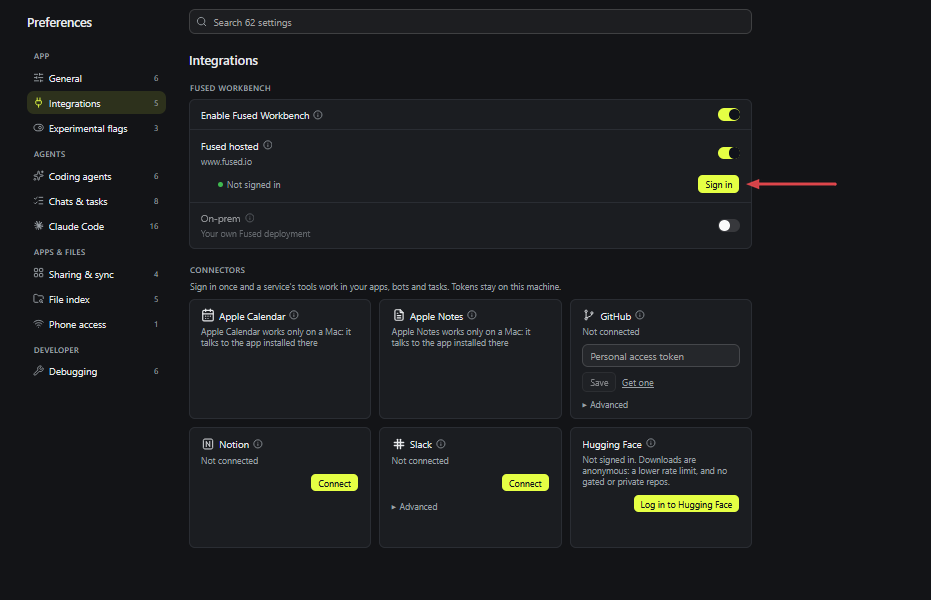 Preferences
Search 62 settings
APP
General 6
Integrations 5
Experimental flags 3
AGENTS
Coding agents 6
Chats & tasks 8
Claude Code 16
APPS & FILES
Sharing & sync 4
File index 5
Phone access 1
DEVELOPER
Debugging 6
Integrations
FUSED WORKBENCH
Enable Fused Workbench
Fused hosted
www.fused.io
Not signed in
Sign in
On-prem
Your own Fused deployment
CONNECTORS
Sign in once and a service's tools work in your apps, bots and tasks. Tokens stay on this machine.
Apple Calendar
Apple Calendar works only on a Mac: it
talks to the app installed there
Apple Notes
Apple Notes works only on a Mac: it
talks to the app installed there
GitHub
Not connected
Personal access token
Save Get one
Advanced
Notion
Not connected
Connect
Slack
Not connected
Connect
Advanced
Hugging Face
Not signed in. Downloads are
anonymous: a lower rate limit, and no
gated or private repos.
Log in to Hugging Face